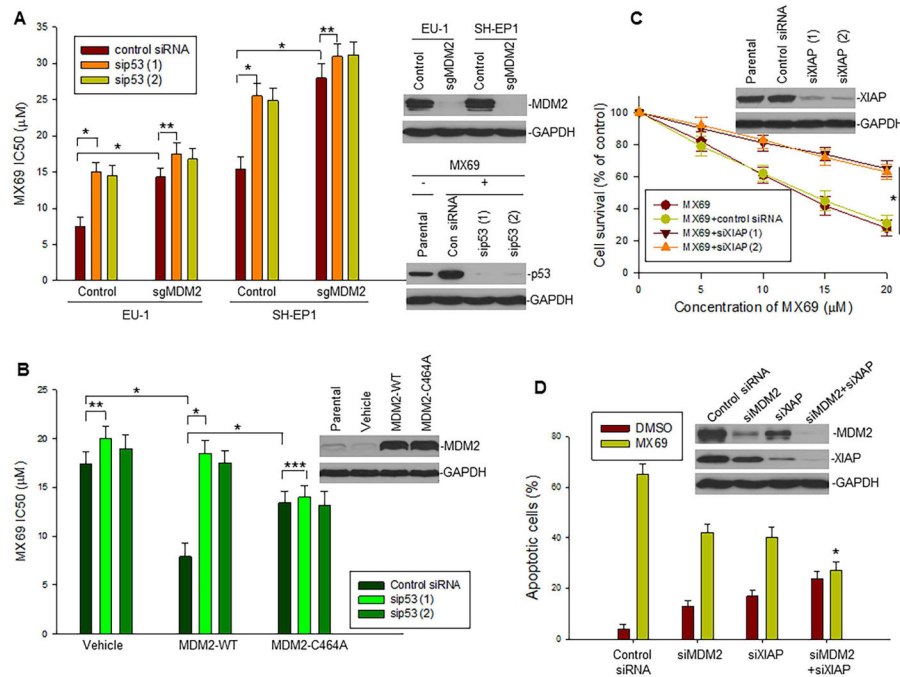 A
MX69 IC50 (μM)
35
30
25
20
15
10
5
0
control siRNA
sip53 (1)
sip53 (2)
*
*
**
*
*
**
Control
sgMDM2
Control
sgMDM2
EU-1
SH-EP1
EU-1
SH-EP1
Control
sgMDM2
Control
sgMDM2
-MDM2
-GAPDH
MX69
-
+
Parental
Con siRNA
sip53 (1)
sip53 (2)
-p53
-GAPDH
B
MX69 IC50 (μM)
25
20
15
10
5
0
*
**
*
*
***
Parental
Vehicle
MDM2-WT
MDM2-C464A
-MDM2
-GAPDH
Control siRNA
sip53 (1)
sip53 (2)
Vehicle
MDM2-WT
MDM2-C464A
C
Cell survival (% of control)
120
100
80
60
40
20
0
Parental
Control siRNA
siXIAP (1)
siXIAP (2)
-XIAP
-GAPDH
MX69
MX69+control siRNA
MX69+siXIAP (1)
MX69+siXIAP (2)
*
0 5 10 15 20
Concentration of MX69 (μM)
D
Apoptotic cells (%)
80
60
40
20
0
DMSO
MX69
Control siRNA
siMDM2
siXIAP
siMDM2+siXIAP
-MDM2
-XIAP
-GAPDH
*
Control
siRNA
siMDM2
siXIAP
siMDM2
+siXIAP